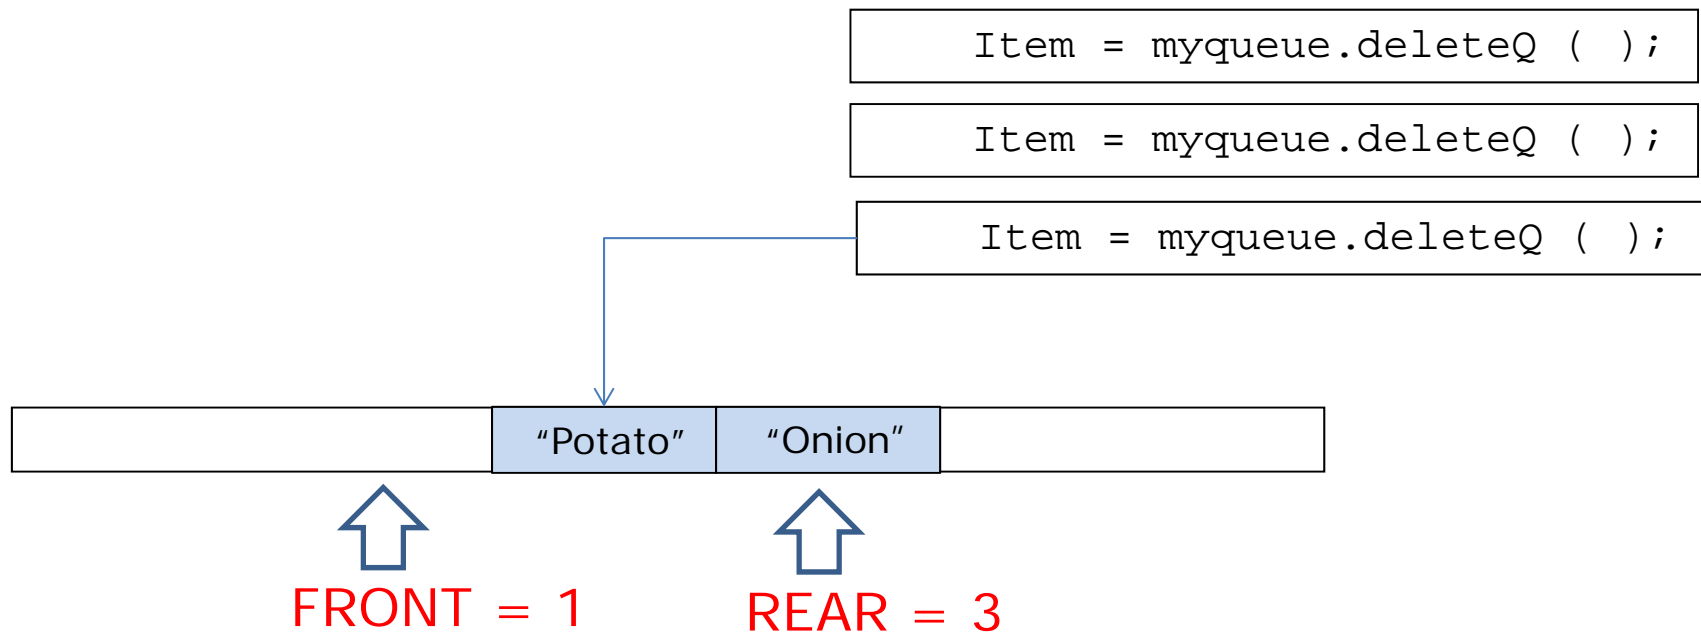 Item = myqueue.deleteQ ( );
Item = myqueue.deleteQ ( );
Item = myqueue.deleteQ ( );
“Potato” “Onion”
FRONT = 1 REAR = 3